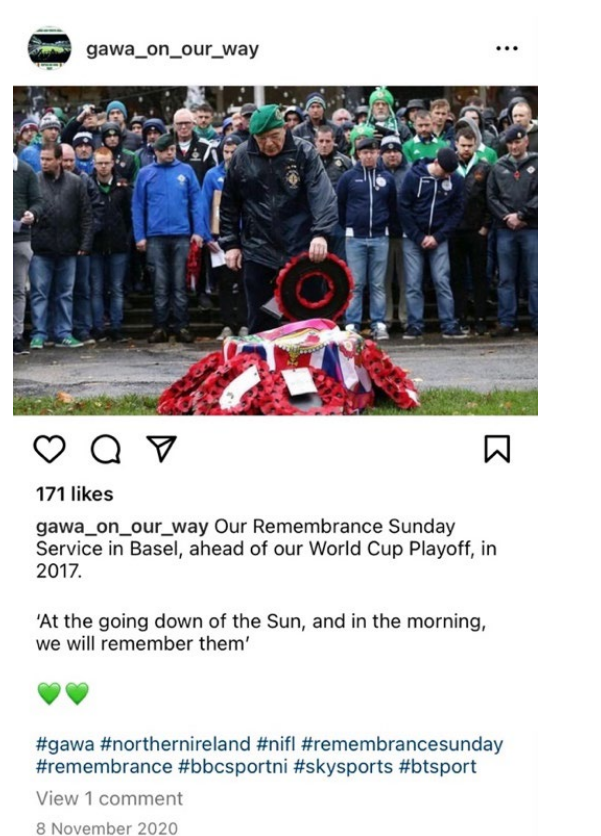 gawa_on_our_way
171 likes
gawa_on_our_way Our Remembrance Sunday
Service in Basel, ahead of our World Cup Playoff, in
2017.
‘At the going down of the Sun, and in the morning,
we will remember them’
#gawa #northernireland #nifl #remembrancesunday
#remembrance #bbcsportni #skysports #btsport
View 1 comment
8 November 2020